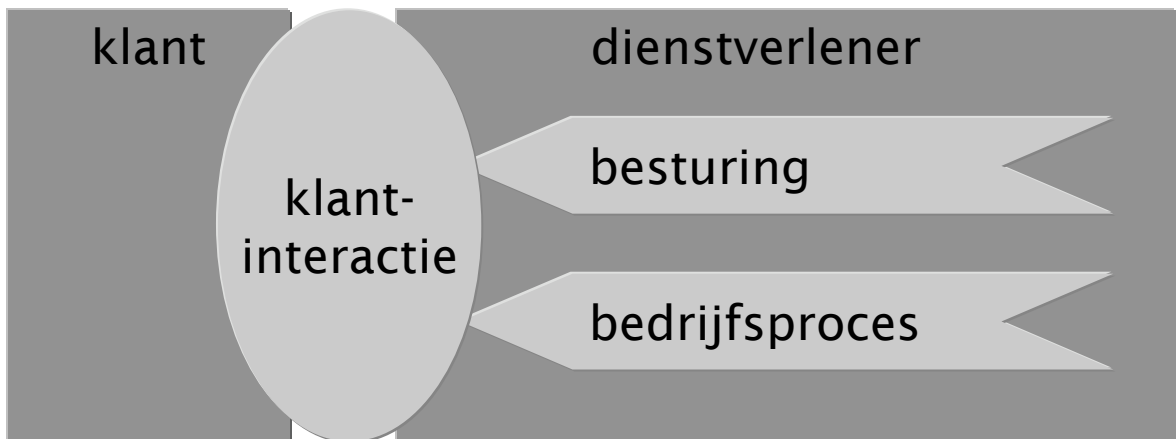 klant
dienstverlener
klant-
interactie
besturing
bedrijfsproces